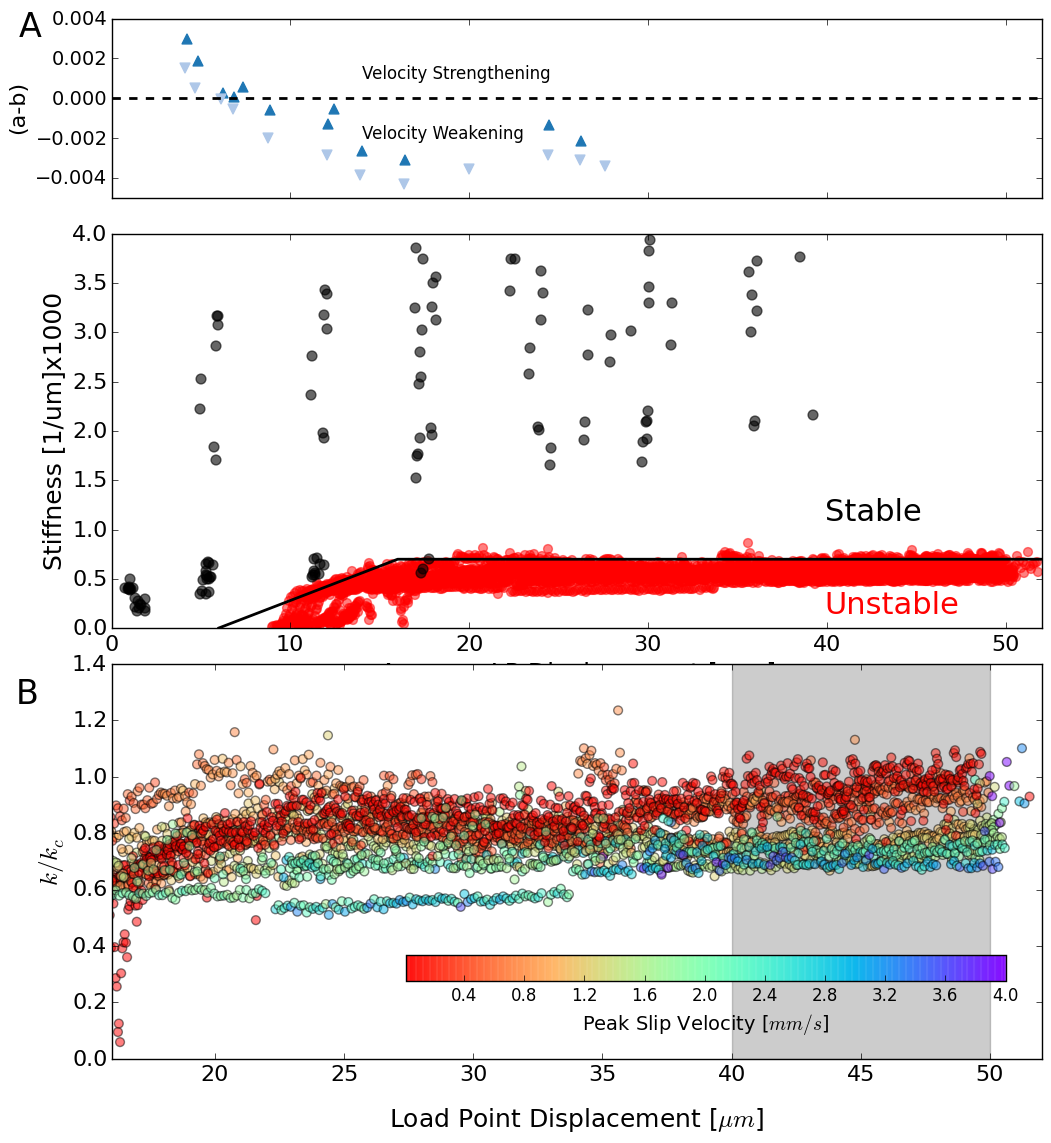 A
0.004
0.002
0.000
−0.002
−0.004
(a-b)
Velocity Strengthening
Velocity Weakening
4.0
3.5
3.0
2.5
2.0
1.5
1.0
0.5
0.0
Stiffness [1/um]x1000
Stable
Unstable
0 10 20 30 40 50
B
1.4
1.2
1.0
0.8
0.6
0.4
0.2
0.0
k/kc
0.4 0.8 1.2 1.6 2.0 2.4 2.8 3.2 3.6 4.0
Peak Slip Velocity [mm/s]
20 25 30 35 40 45 50
Load Point Displacement [μm]